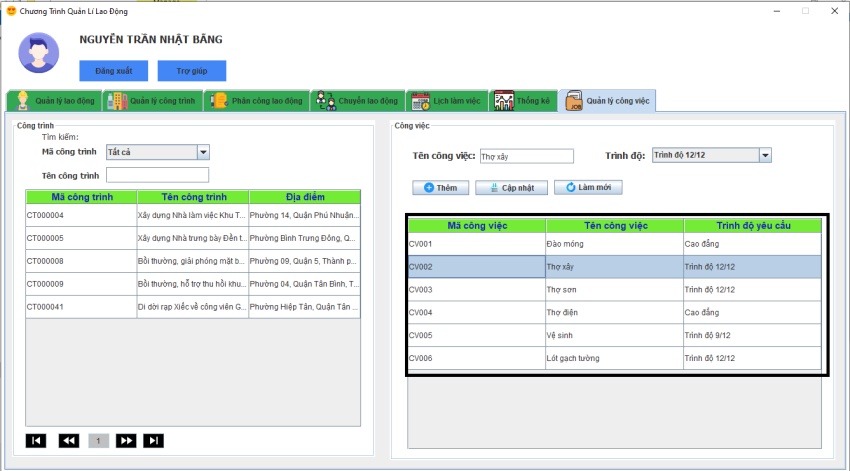 Chương Trình Quản Lí Lao Động
NGUYỄN TRẦN NHẬT BĂNG
Đăng xuất
Trợ giúp
Quản lý lao động
Quản lý công trình
Phân công lao động
Chuyển lao động
Lịch làm việc
Thống kê
Quản lý công việc
Công trình
Tìm kiếm:
Mã công trình
Tất cả
Tên công trình
Mã công trình Tên công trình Địa điểm
CT000004 Xây dựng Nhà làm việc Khu T... Phường 14, Quận Phú Nhuận...
CT000005 Xây dựng Nhà trưng bày Đền t... Phường Bình Trưng Đông, Q...
CT000008 Bồi thường, giải phóng mặt b... Phường 09, Quận 5, Thành p...
CT000009 Bồi thường, hỗ trợ thu hồi khu... Phường 04, Quận Tân Bình, T...
CT000041 Di dời rạp Xiếc về công viên G... Phường Hiệp Tân, Quận Tân ...
1
Công việc
Tên công việc: Thợ xây Trình độ: Trình độ 12/12
Thêm
Cập nhật
Làm mới
Mã công việc Tên công việc Trình độ yêu cầu
CV001 Đào móng Cao đẳng
CV002 Thợ xây Trình độ 12/12
CV003 Thợ sơn Trình độ 12/12
CV004 Thợ điện Cao đẳng
CV005 Vệ sinh Trình độ 9/12
CV006 Lót gạch tường Trình độ 12/12